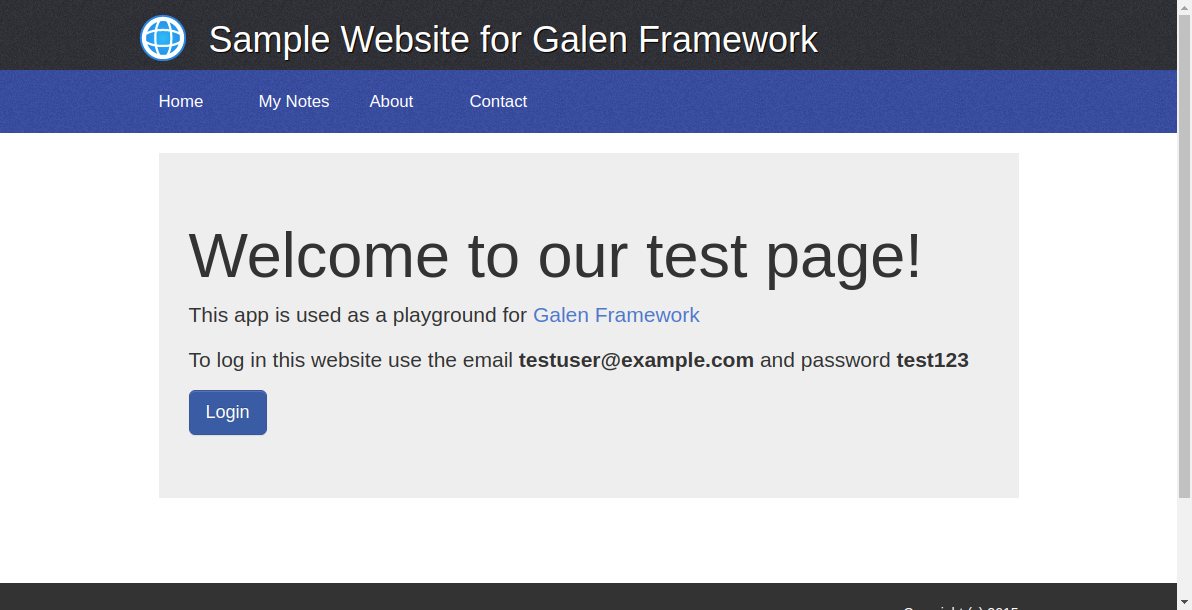 Sample Website for Galen Framework
Home My Notes About Contact
Welcome to our test page!
This app is used as a playground for Galen Framework
To log in this website use the email testuser@example.com and password test123
Login
Copyright (c) 2015